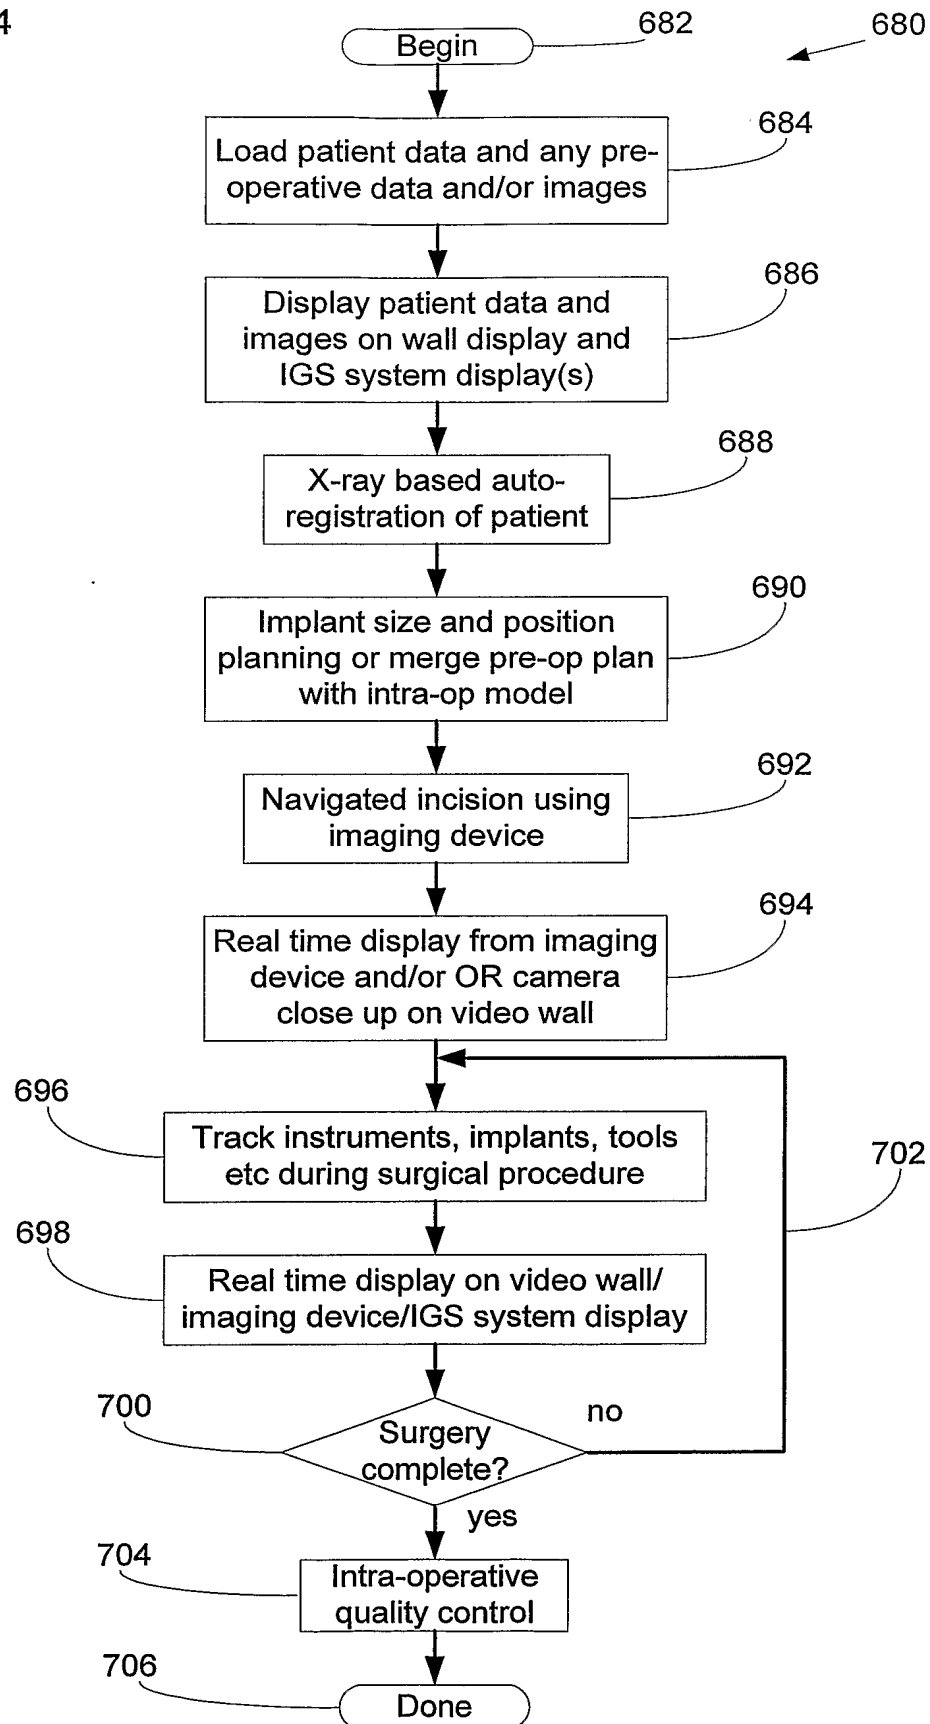 4
Begin
682
680
684
Load patient data and any pre-
operative data and/or images
686
Display patient data and
images on wall display and
IGS system display(s)
688
X-ray based auto-
registration of patient
690
Implant size and position
planning or merge pre-op plan
with intra-op model
692
Navigated incision using
imaging device
694
Real time display from imaging
device and/or OR camera
close up on video wall
696
Track instruments, implants, tools
etc during surgical procedure
702
698
Real time display on video wall/
imaging device/IGS system display
700
no
Surgery
complete?
yes
704
Intra-operative
quality control
706
Done